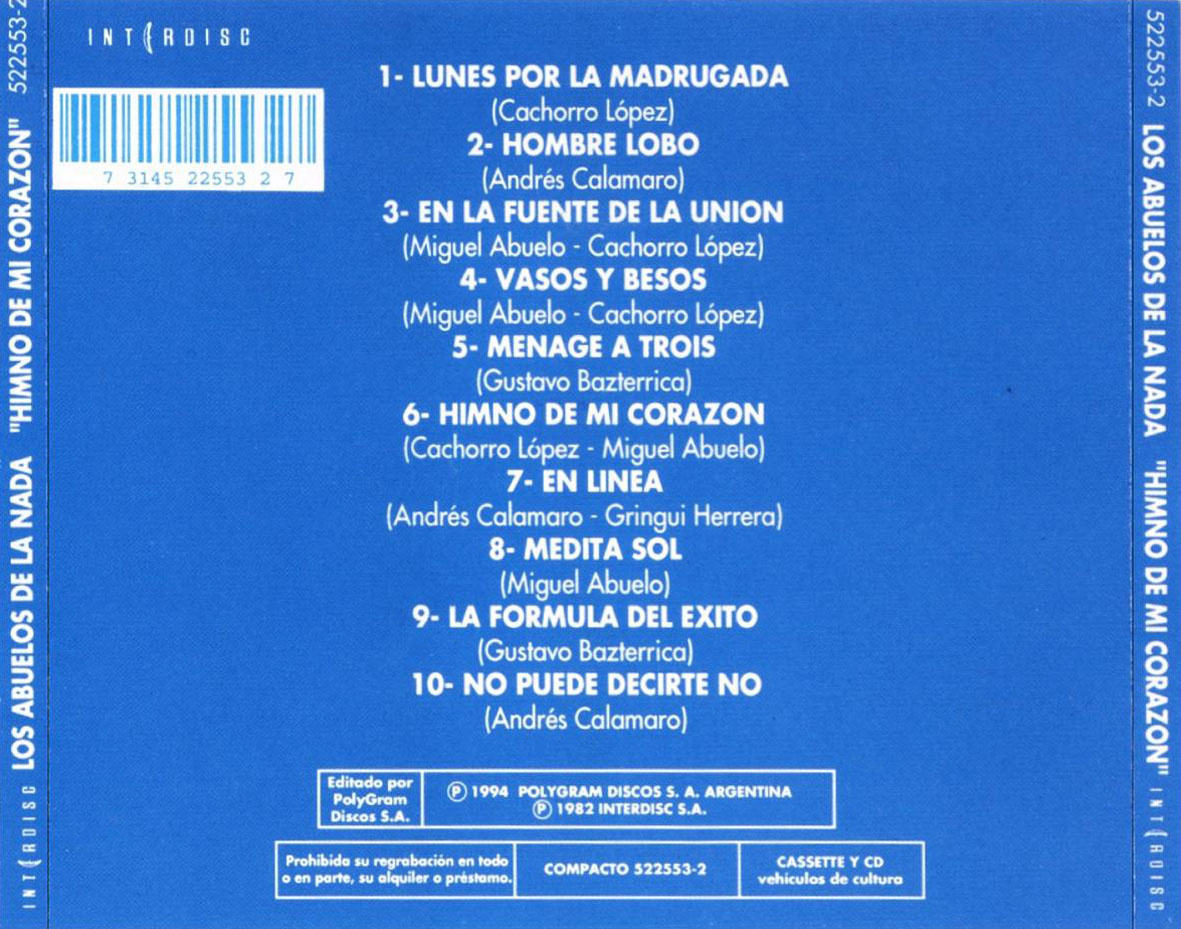 522553-2
LOS ABUELOS DE LA NADA "HIMNO DE MI CORAZON"
INTERDISC
INTERDISC
7 3145 22553 2 7
1- LUNES POR LA MADRUGADA
(Cachorro López)
2- HOMBRE LOBO
(Andrés Calamaro)
3- EN LA FUENTE DE LA UNION
(Miguel Abuelo - Cachorro López)
4- VASOS Y BESOS
(Miguel Abuelo - Cachorro López)
5- MENAGE A TROIS
(Gustavo Bazterrica)
6- HIMNO DE MI CORAZON
(Cachorro López - Miguel Abuelo)
7- EN LINEA
(Andrés Calamaro - Gringui Herrera)
8- MEDITA SOL
(Miguel Abuelo)
9- LA FORMULA DEL EXITO
(Gustavo Bazterrica)
10- NO PUEDE DECIRTE NO
(Andrés Calamaro)
Editado por
PolyGram
Discos S.A.
℗ 1994 POLYGRAM DISCOS S. A. ARGENTINA
℗ 1982 INTERDISC S.A.
Prohibida su regrabación en todo
o en parte, su alquiler o préstamo.
COMPACTO 522553-2
CASSETTE Y CD
vehículos de cultura
522553-2
LOS ABUELOS DE LA NADA "HIMNO DE MI CORAZON"
INTERDISC